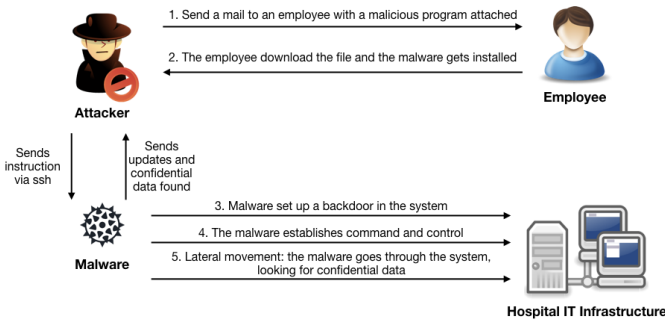 1. Send a mail to an employee with a malicious program attached
2. The employee download the file and the malware gets installed
Attacker
Employee
Sends
instruction
via ssh
Sends
updates and
confidential
data found
3. Malware set up a backdoor in the system
4. The malware establishes command and control
5. Lateral movement: the malware goes through the system,
looking for confidential data
Malware
Hospital IT Infrastructure